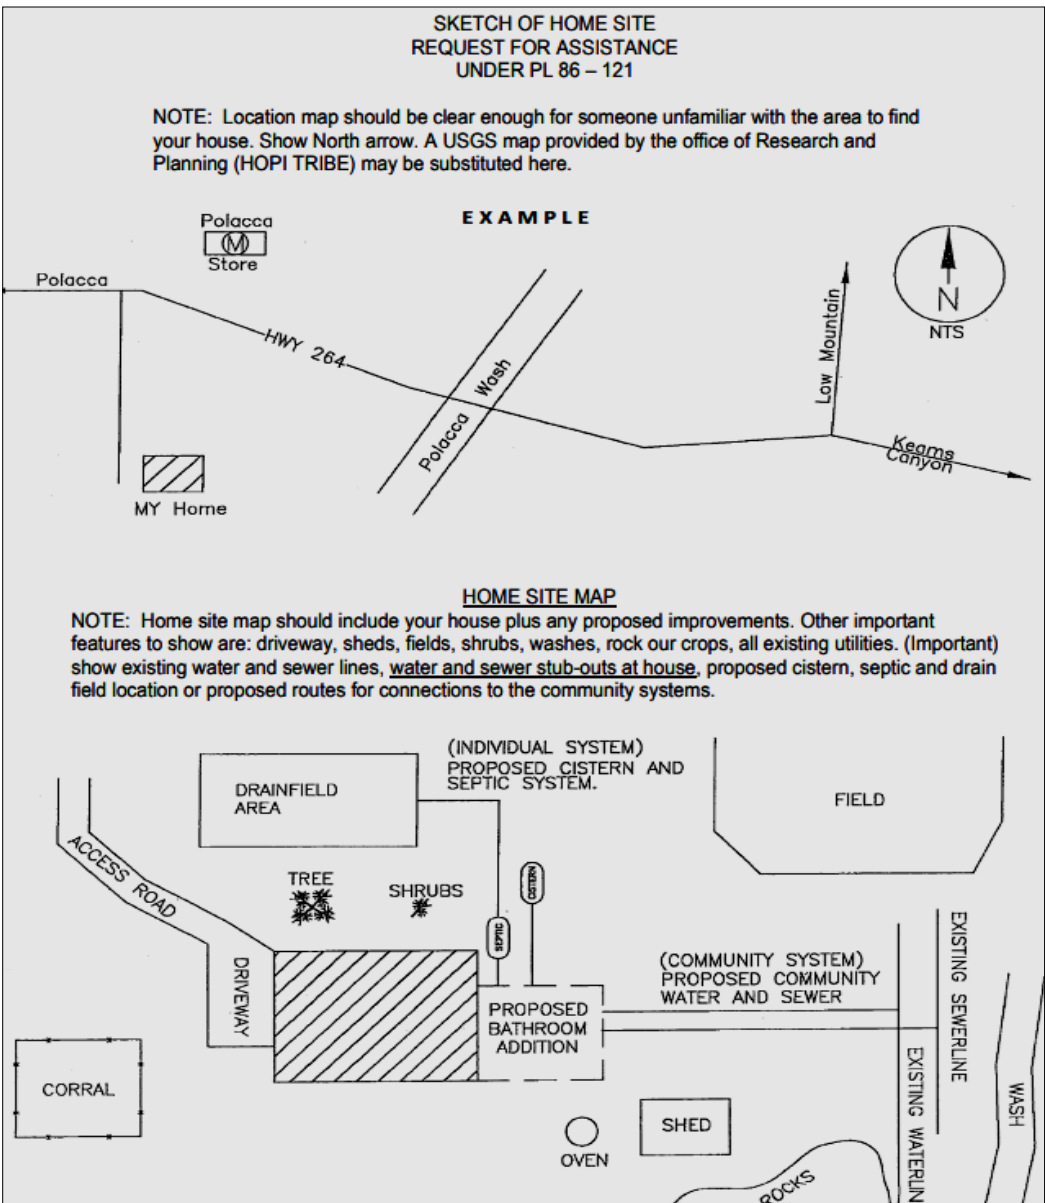 SKETCH OF HOME SITE
REQUEST FOR ASSISTANCE
UNDER PL 86 – 121
NOTE: Location map should be clear enough for someone unfamiliar with the area to find
your house. Show North arrow. A USGS map provided by the office of Research and
Planning (HOPI TRIBE) may be substituted here.
EXAMPLE
Polacca
M
Store
Polacca
HWY 264
Polacca Wash
Low Mountain
N
NTS
Keams
Canyon
MY Home
HOME SITE MAP
NOTE: Home site map should include your house plus any proposed improvements. Other important
features to show are: driveway, sheds, fields, shrubs, washes, rock our crops, all existing utilities. (Important)
show existing water and sewer lines, water and sewer stub-outs at house, proposed cistern, septic and drain
field location or proposed routes for connections to the community systems.
(INDIVIDUAL SYSTEM)
PROPOSED CISTERN AND
SEPTIC SYSTEM.
DRAINFIELD
AREA
FIELD
ACCESS ROAD
TREE
SHRUBS
CISTERN
SEPTIC
DRIVEWAY
(COMMUNITY SYSTEM)
PROPOSED COMMUNITY
WATER AND SEWER
PROPOSED
BATHROOM
ADDITION
EXISTING SEWERLINE
EXISTING WATERLIN
WASH
CORRAL
SHED
OVEN
ROCKS